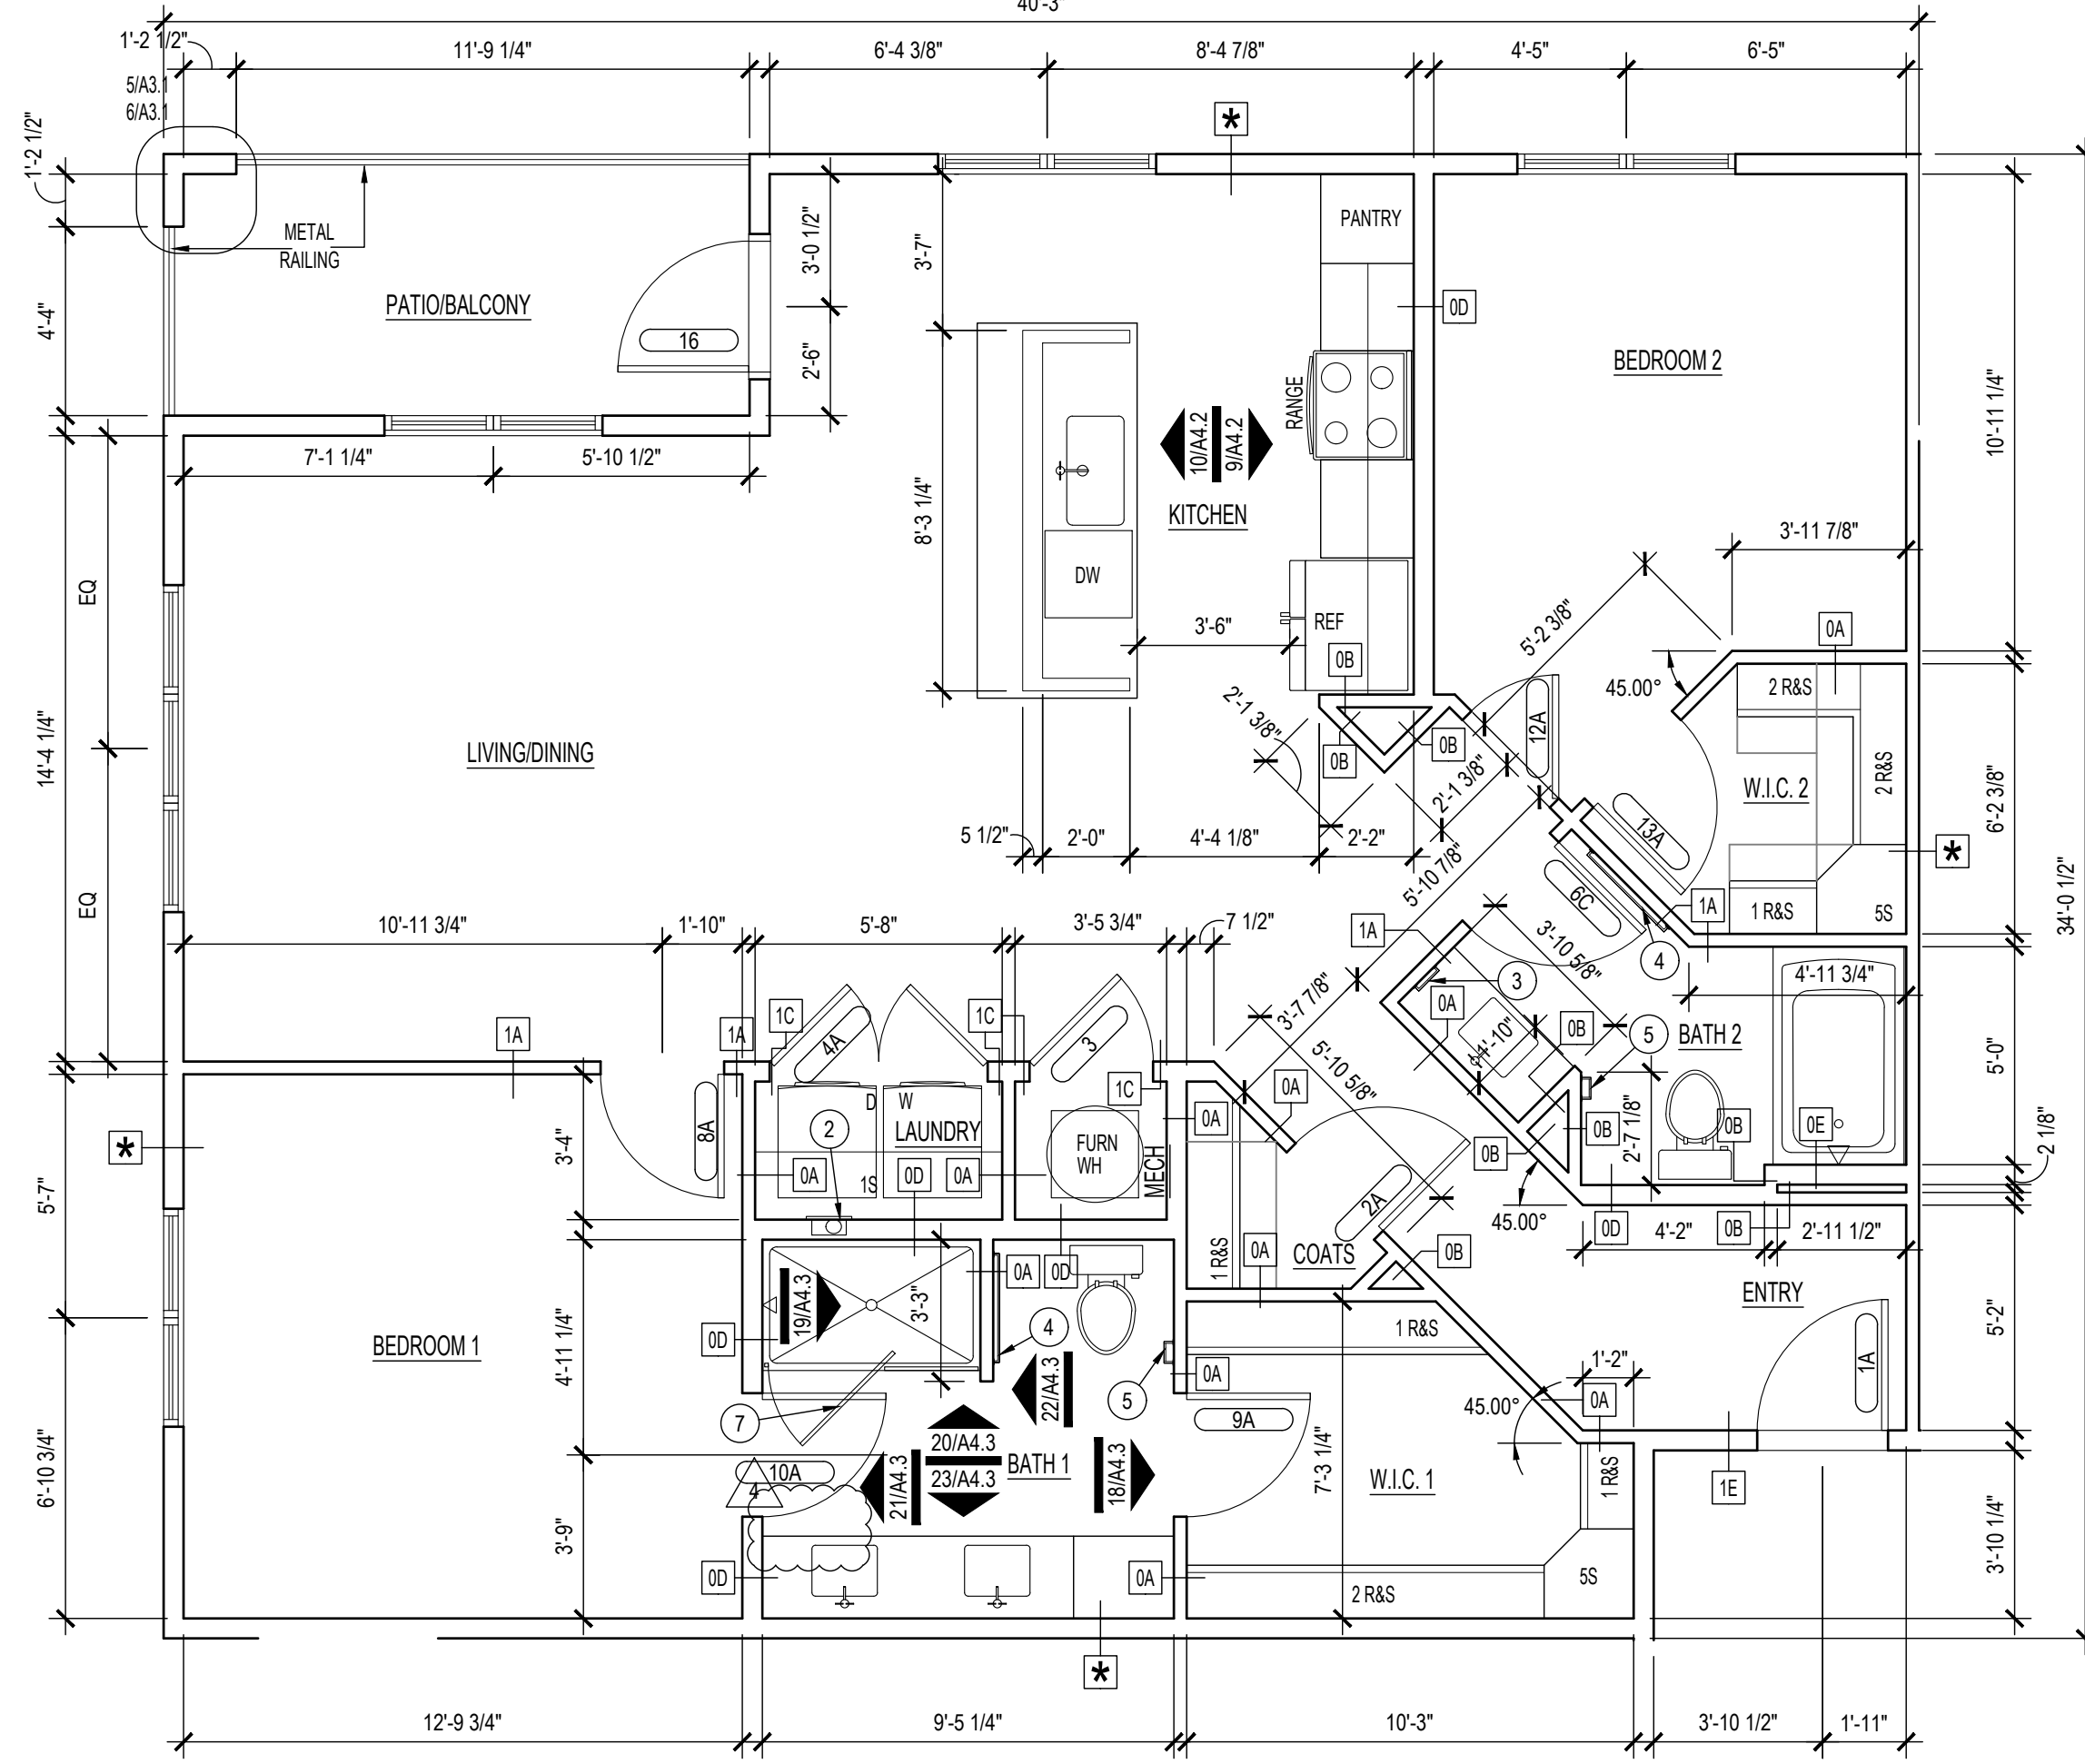 40'-3"
1'-2 1/2"
11'-9 1/4"
6'-4 3/8"
8'-4 7/8"
4'-5"
6'-5"
5/A3.1
6/A3.1
1'-2 1/2"
*
METAL
RAILING
3'-0 1/2"
3'-7"
PANTRY
PATIO/BALCONY
16
4'-4"
2'-6"
0D
RANGE
BEDROOM 2
10'-11 1/4"
10/A4.2
9/A4.2
7'-1 1/4"
5'-10 1/2"
8'-3 1/4"
KITCHEN
3'-11 7/8"
DW
EQ
3'-6"
REF
5'-2 3/8"
0A
0B
45.00°
2 R&S
2'-1 3/8"
12A
0B
0B
14'-4 1/4"
LIVING/DINING
2'-1 3/8"
W.I.C. 2
2 R&S
6'-2 3/8"
5 1/2"
2'-0"
4'-4 1/8"
2'-2"
13A
*
5'-10 7/8"
6C
34'-0 1/2"
EQ
10'-11 3/4"
1'-10"
5'-8"
3'-5 3/4"
7 1/2"
1A
3'-10 5/8"
1A
1 R&S
5S
4
3
4'-11 3/4"
3'-7 7/8"
0A
1A
1A
1C
4A
1C
3
0B
5
BATH 2
1'-10"
5'-10 5/8"
5'-0"
D
W
1C
0A
8A
2
LAUNDRY
FURN
WH
0A
2'-7 1/8"
0B
0B
0E
2 1/8"
*
3'-4"
0A
1S
0D
0A
MECH
0B
5'-7"
2A
45.00°
0D
4'-2"
0B
2'-11 1/2"
1 R&S
0A
COATS
0B
0A
0D
ENTRY
19/A4.3
3'-3"
0D
4
BEDROOM 1
4'-11 1/4"
1 R&S
5'-2"
5
0A
1'-2"
1A
22/A4.3
0A
45.00°
7
9A
20/A4.3
23/A4.3
BATH 1
10A
4
21/A4.3
18/A4.3
7'-3 1/4"
W.I.C. 1
1 R&S
1E
6'-10 3/4"
3'-9"
3'-10 1/4"
0D
0A
2 R&S
5S
*
12'-9 3/4"
9'-5 1/4"
10'-3"
3'-10 1/2"
1'-11"